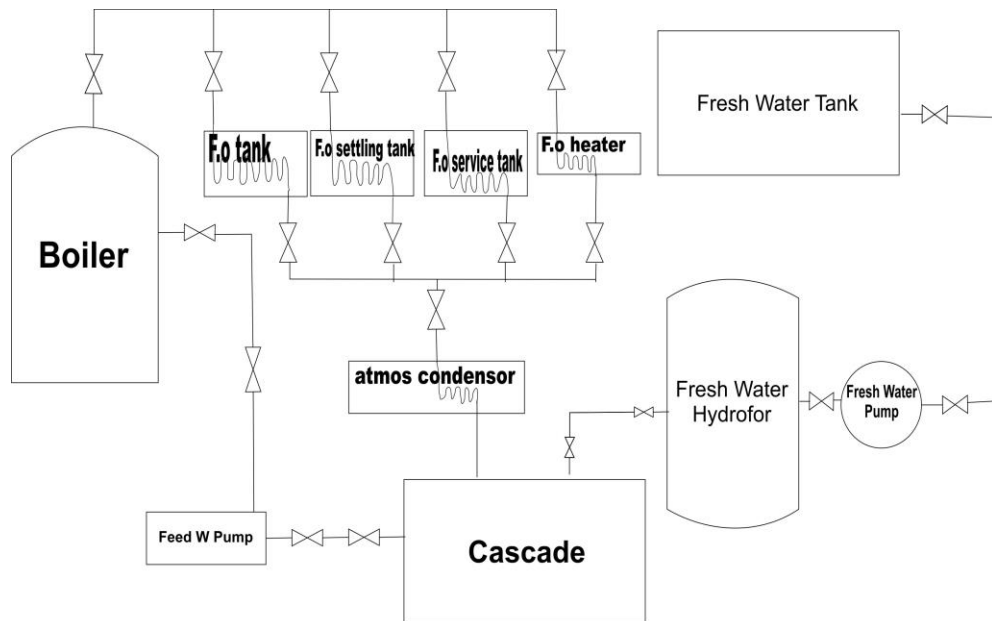 Fresh Water Tank
F.o tank
F.o settling tank
F.o service tank
F.o heater
Boiler
atmos condensor
Fresh Water
Hydrofor
Fresh Water
Pump
Feed W Pump
Cascade